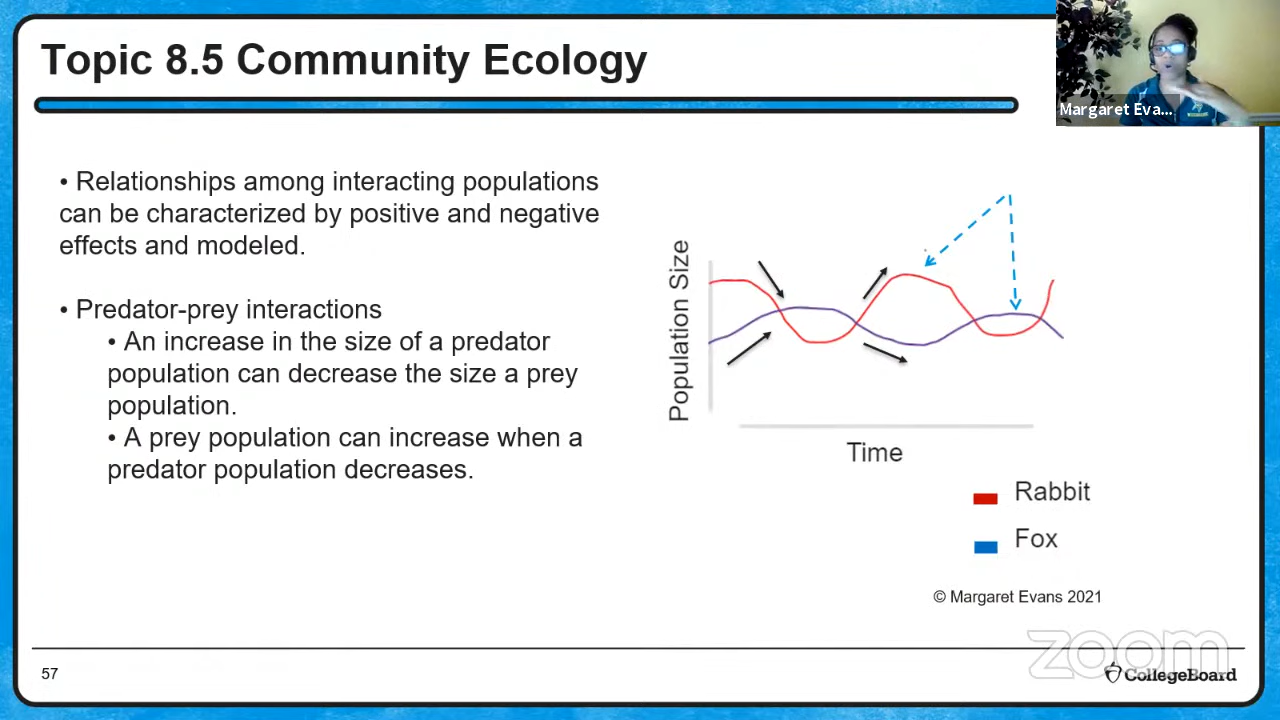 Topic 8.5 Community Ecology
Margaret Eva...
• Relationships among interacting populations
can be characterized by positive and negative
effects and modeled.
• Predator-prey interactions
• An increase in the size of a predator
population can decrease the size a prey
population.
• A prey population can increase when a
predator population decreases.
Population Size
Time
Rabbit
Fox
© Margaret Evans 2021
zoom
57
CollegeBoard